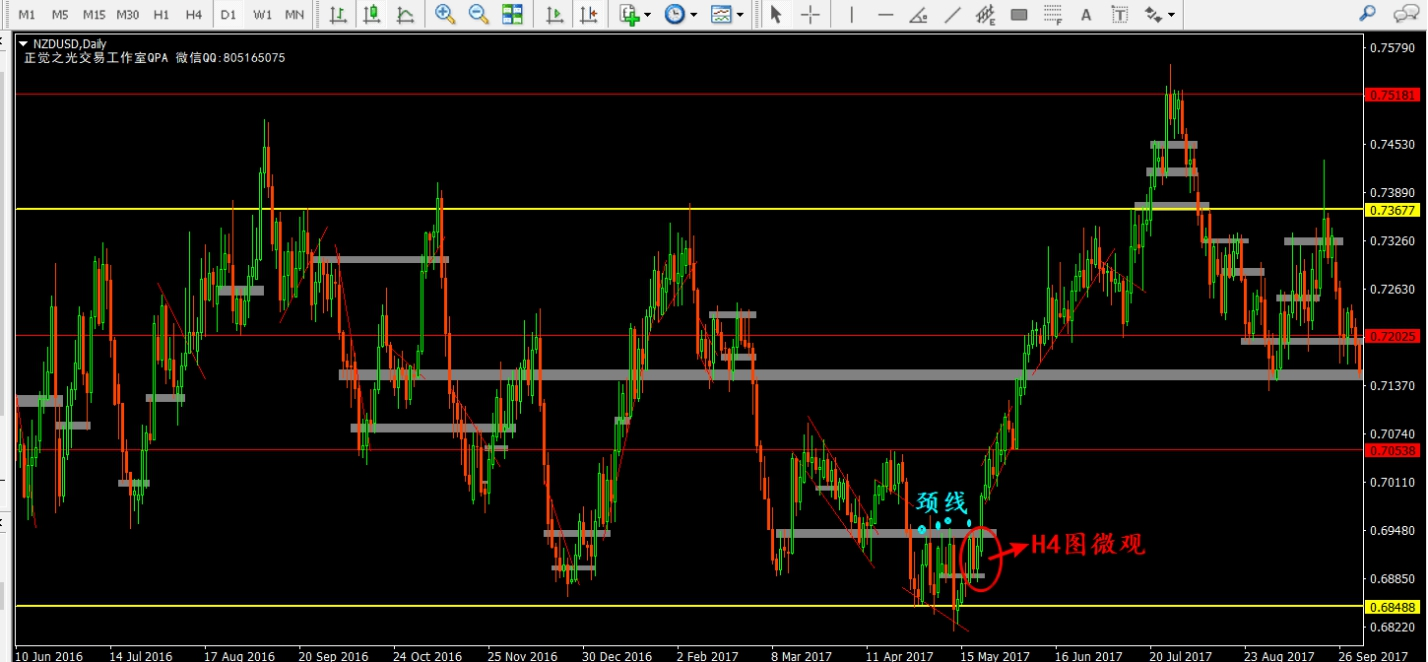 M1 M5 M15 M30 H1 H4 D1 W1 MN
NZDUSD,Daily
正觉之光交易工作室QPA 微信QQ:805165075
0.75790
0.75181
0.74530
0.73890
0.73677
0.73260
0.72630
0.72025
0.71370
0.70740
0.70538
0.70110
颈线
0.69480
H4图微观
0.68850
0.68488
0.68220
10 Jun 2016 14 Jul 2016 17 Aug 2016 20 Sep 2016 24 Oct 2016 25 Nov 2016 30 Dec 2016 2 Feb 2017 8 Mar 2017 11 Apr 2017 15 May 2017 16 Jun 2017 20 Jul 2017 23 Aug 2017 26 Sep 2017